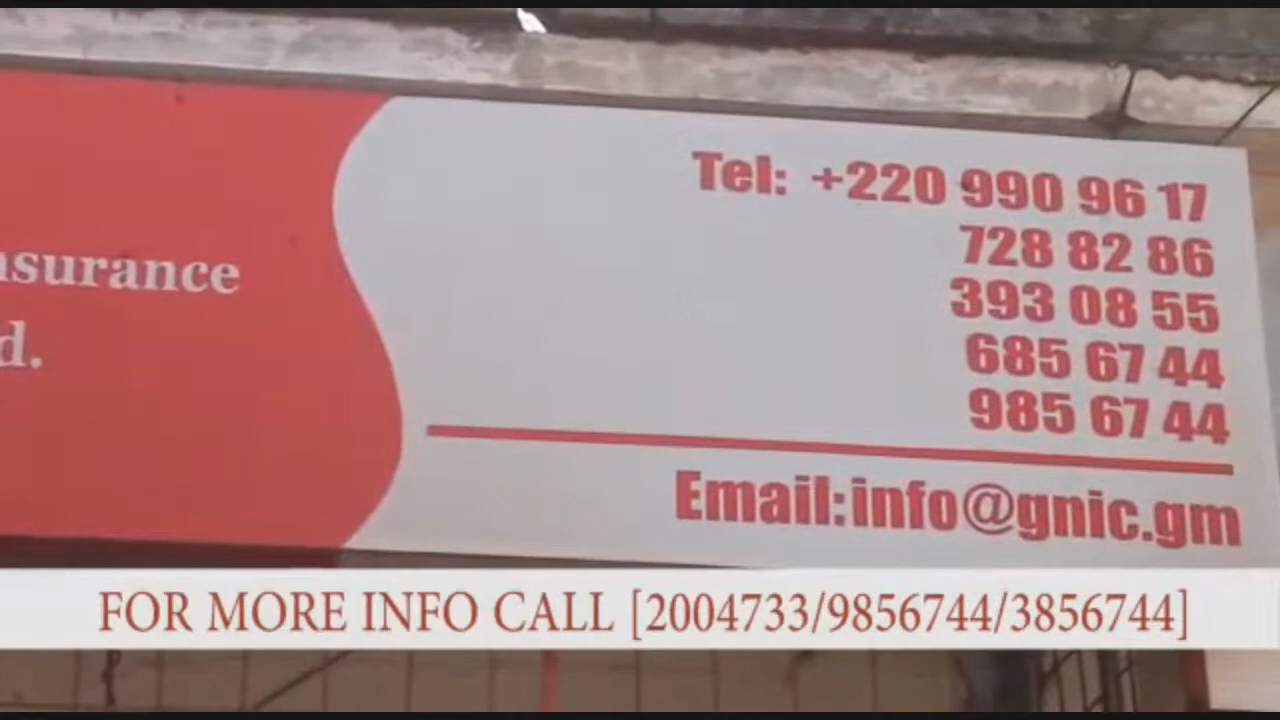 nsurance
d.
Tel: +220 990 96 17
728 82 86
393 08 55
685 67 44
985 67 44
Email:info@gnic.gm
FOR MORE INFO CALL [2004733/9856744/3856744]